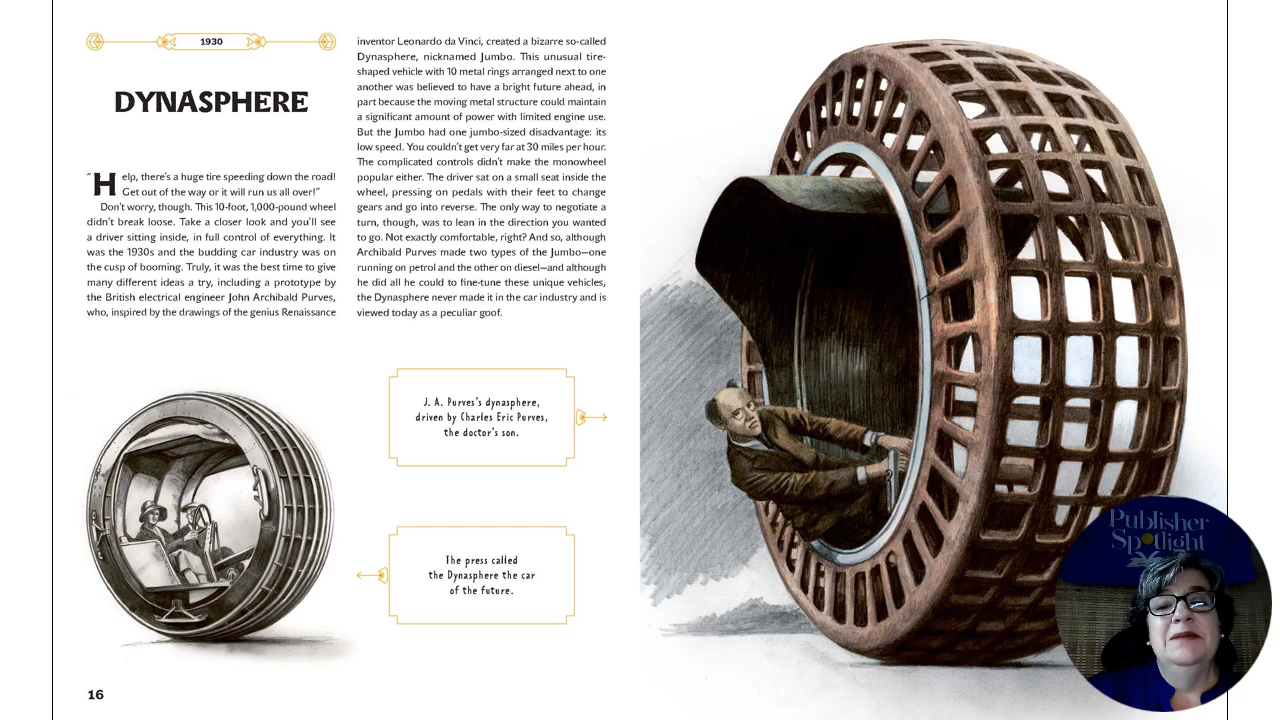 1930
DYNASPHERE
"Help, there's a huge tire speeding down the road!
Get out of the way or it will run us all over!"
Don't worry, though. This 10-foot, 1,000-pound wheel
didn't break loose. Take a closer look and you'll see
a driver sitting inside, in full control of everything. It
was the 1930s and the budding car industry was on
the cusp of booming. Truly, it was the best time to give
many different ideas a try, including a prototype by
the British electrical engineer John Archibald Purves,
who, inspired by the drawings of the genius Renaissance
inventor Leonardo da Vinci, created a bizarre so-called
Dynasphere, nicknamed Jumbo. This unusual tire-
shaped vehicle with 10 metal rings arranged next to one
another was believed to have a bright future ahead, in
part because the moving metal structure could maintain
a significant amount of power with limited engine use.
But the Jumbo had one jumbo-sized disadvantage: its
low speed. You couldn't get very far at 30 miles per hour.
The complicated controls didn't make the monowheel
popular either. The driver sat on a small seat inside the
wheel, pressing on pedals with their feet to change
gears and go into reverse. The only way to negotiate a
turn, though, was to lean in the direction you wanted
to go. Not exactly comfortable, right? And so, although
Archibald Purves made two types of the Jumbo—one
running on petrol and the other on diesel—and although
he did all he could to fine-tune these unique vehicles,
the Dynasphere never made it in the car industry and is
viewed today as a peculiar goof.
J. A. Purves's dynasphere,
driven by Charles Eric Purves,
the doctor's son.
The press called
the Dynasphere the car
of the future.
16
Publisher
Spotlight